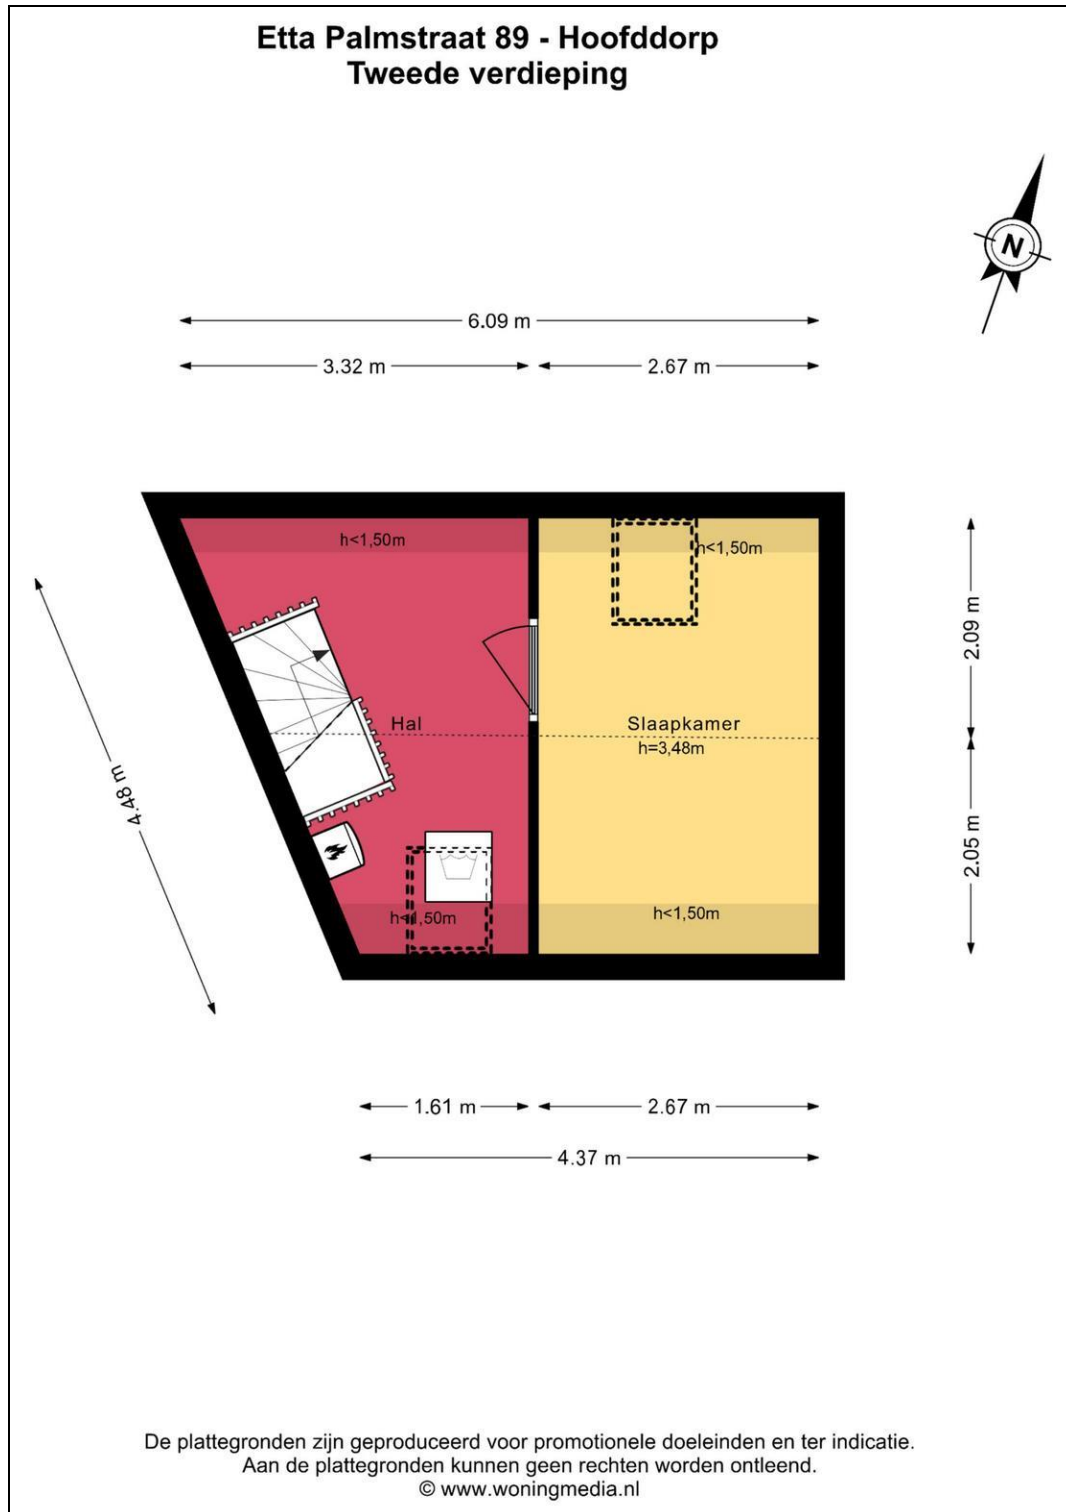 Etta Palmstraat 89 - Hoofddorp
Tweede verdieping
N
6.09 m
3.32 m
2.67 m
h<1,50m
h<1,50m
2.09 m
Hal
Slaapkamer
h=3,48m
4.48 m
2.05 m
h<1,50m
h<1,50m
1.61 m
2.67 m
4.37 m
De plattegronden zijn geproduceerd voor promotionele doeleinden en ter indicatie.
Aan de plattegronden kunnen geen rechten worden ontleend.
© www.woningmedia.nl